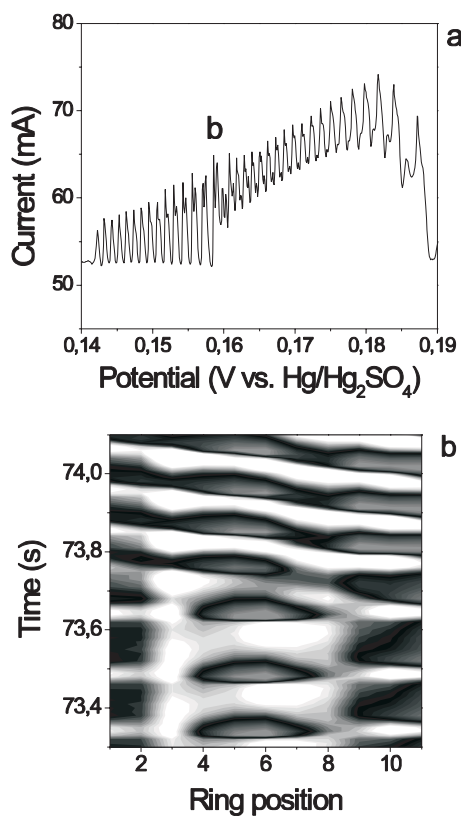 a
80
70
60
50
Current (mA)
b
0,14 0,15 0,16 0,17 0,18 0,19
Potential (V vs. Hg/Hg₂SO₄)
b
74,0
73,8
73,6
73,4
Time (s)
2 4 6 8 10
Ring position